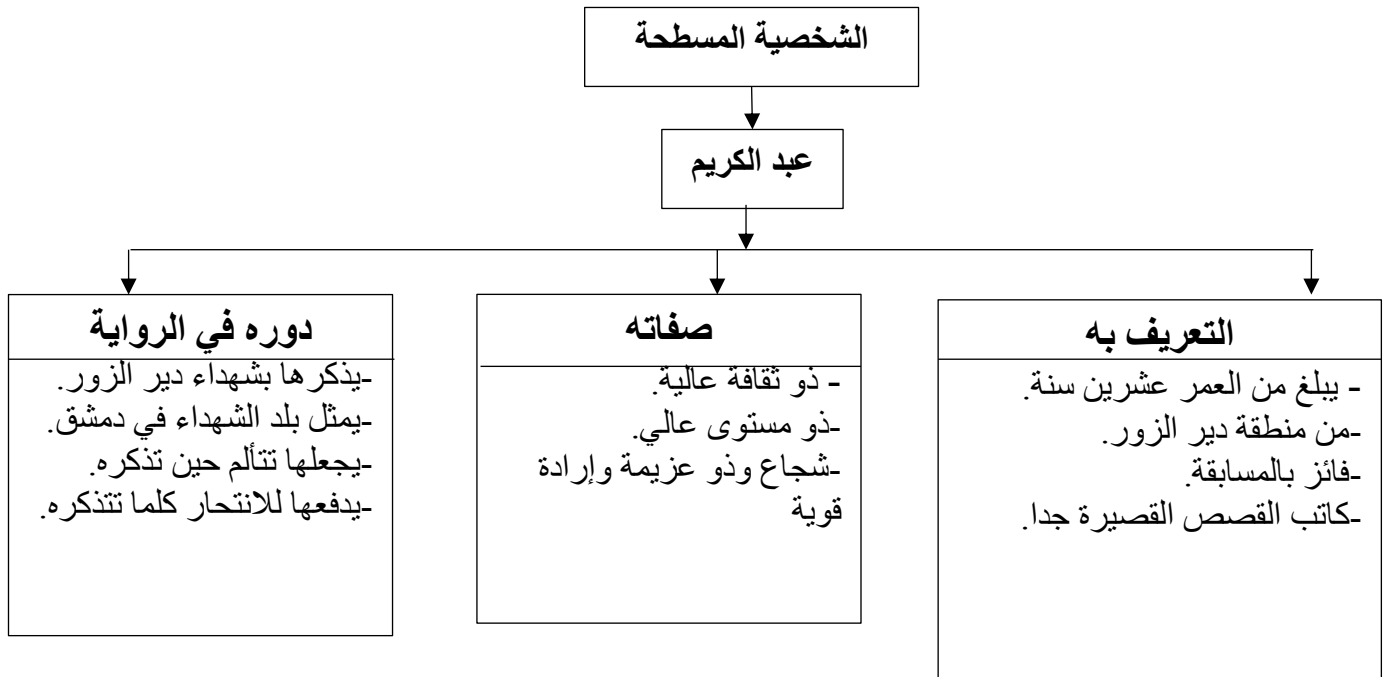 الشخصية المسطحة
عبد الكريم
التعريف به
- يبلغ من العمر عشرين سنة.
-من منطقة دير الزور.
-فائز بالمسابقة.
-كاتب القصص القصيرة جدا.
صفاته
- ذو ثقافة عالية.
-ذو مستوى عالي.
-شجاع وذو عزيمة وإرادة
قوية
دوره في الرواية
-يذكرها بشهداء دير الزور.
-يمثل بلد الشهداء في دمشق.
-يجعلها تتألم حين تذكره.
-يدفعها للانتحار كلما تتذكره.